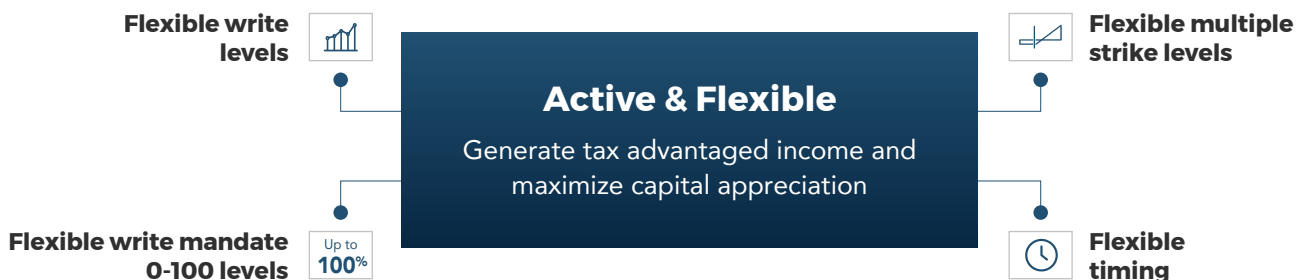 Flexible write
levels
Flexible multiple
strike levels
Active & Flexible
Generate tax advantaged income and
maximize capital appreciation
Flexible write mandate
0-100 levels
Up to
100%
Flexible
timing